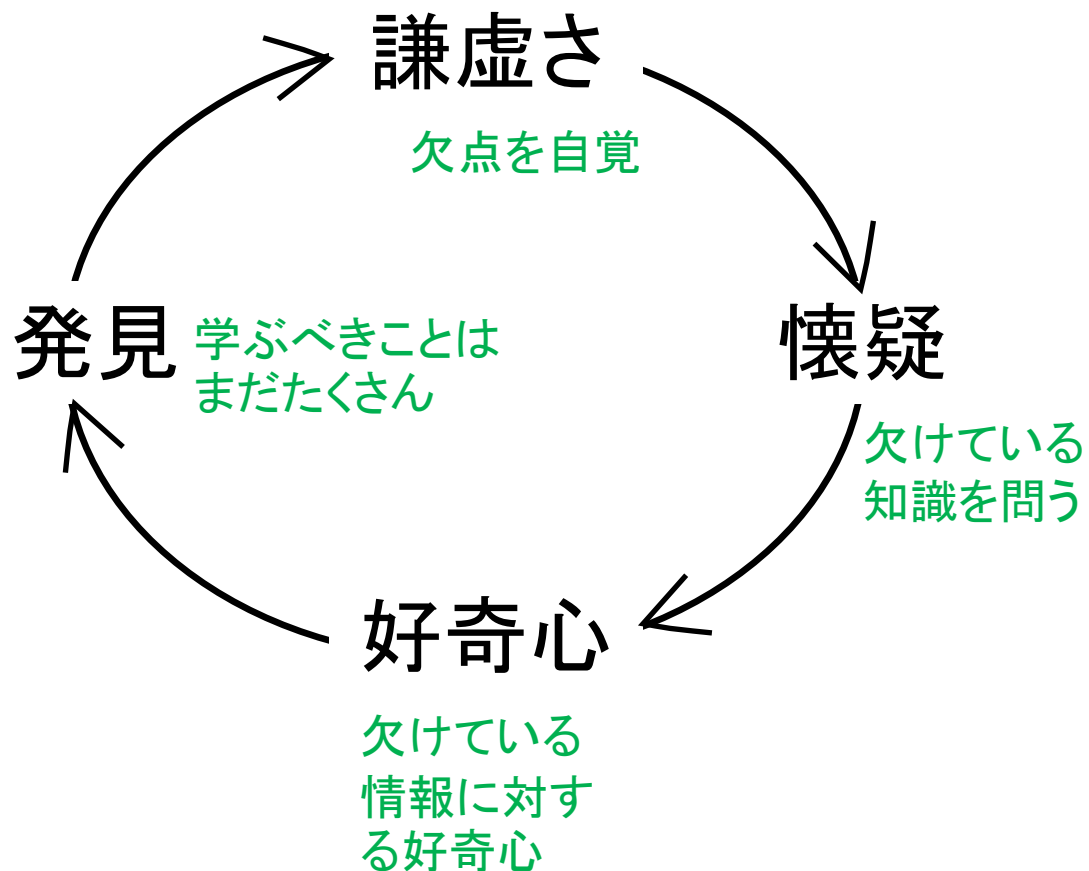 謙虚さ
欠点を自覚
懐疑
欠けている
知識を問う
好奇心
欠けている
情報に対す
る好奇心
発見
学ぶべきことは
まだたくさん